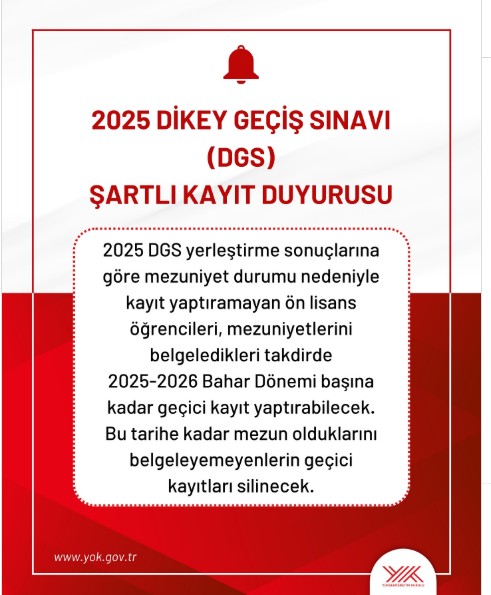 2025 DİKEY GEÇİŞ SINAVI
(DGS)
ŞARTLI KAYIT DUYURUSU
2025 DGS yerleştirme sonuçlarına
göre mezuniyet durumu nedeniyle
kayıt yaptıramayan ön lisans
öğrencileri, mezuniyetlerini
belgeledikleri takdirde
2025-2026 Bahar Dönemi başına
kadar geçici kayıt yaptırabilecek.
Bu tarihe kadar mezun olduklarını
belgeleyemeyenlerin geçici
kayıtları silinecek.
www.yok.gov.tr